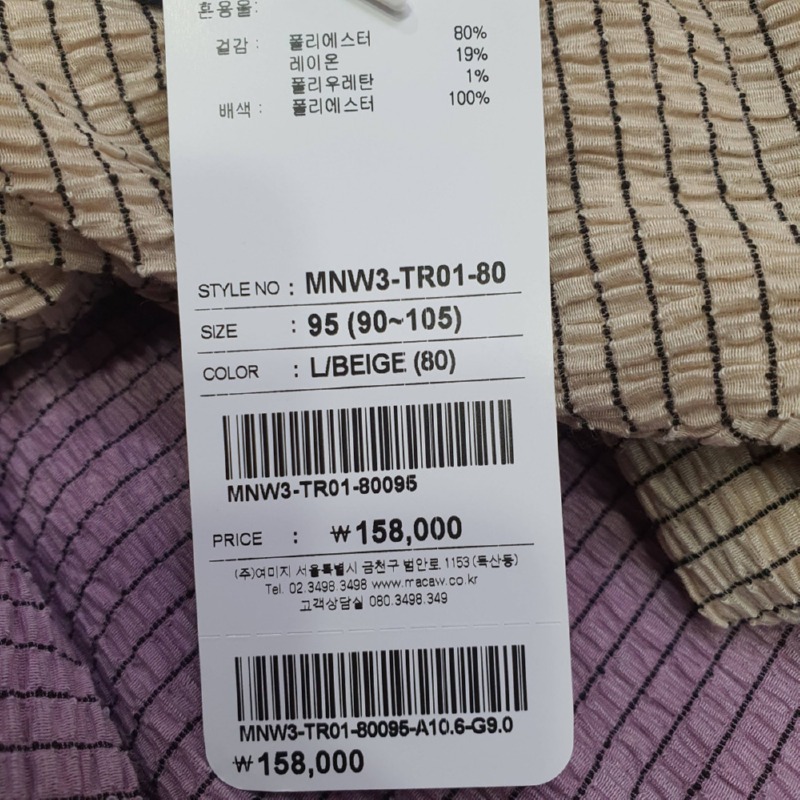 혼용율:
겉감 : 폴리에스터 80%
레이온 19%
폴리우레탄 1%
배색 : 폴리에스터 100%
STYLE NO : MNW3-TR01-80
SIZE : 95 (90~105)
COLOR : L/BEIGE (80)
MNW3-TR01-80095
PRICE : ₩158,000
(주)여미지 서울특별시 금천구 범안로 1153 (독산동)
Tel. 02.3498.3498 www.macaw.co.kr
고객상담실 080.3498.349
MNW3-TR01-80095-A10.6-G9.0
₩158,000